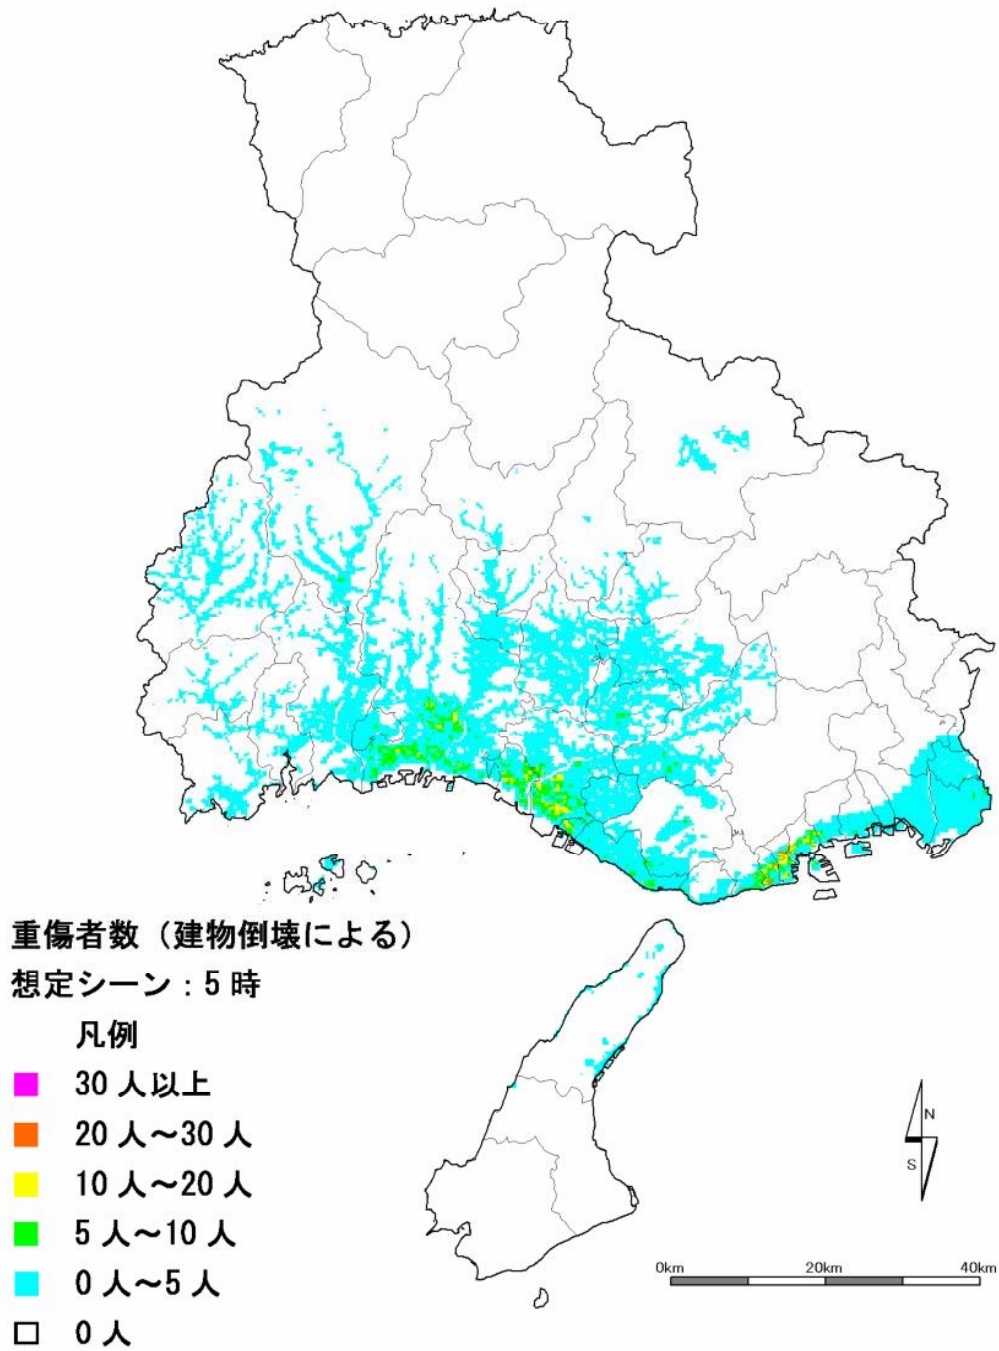 重傷者数（建物倒壊による）
想定シーン：5時
凡例
30人以上
20人～30人
10人～20人
5人～10人
0人～5人
0人
N
S
0km 20km 40km